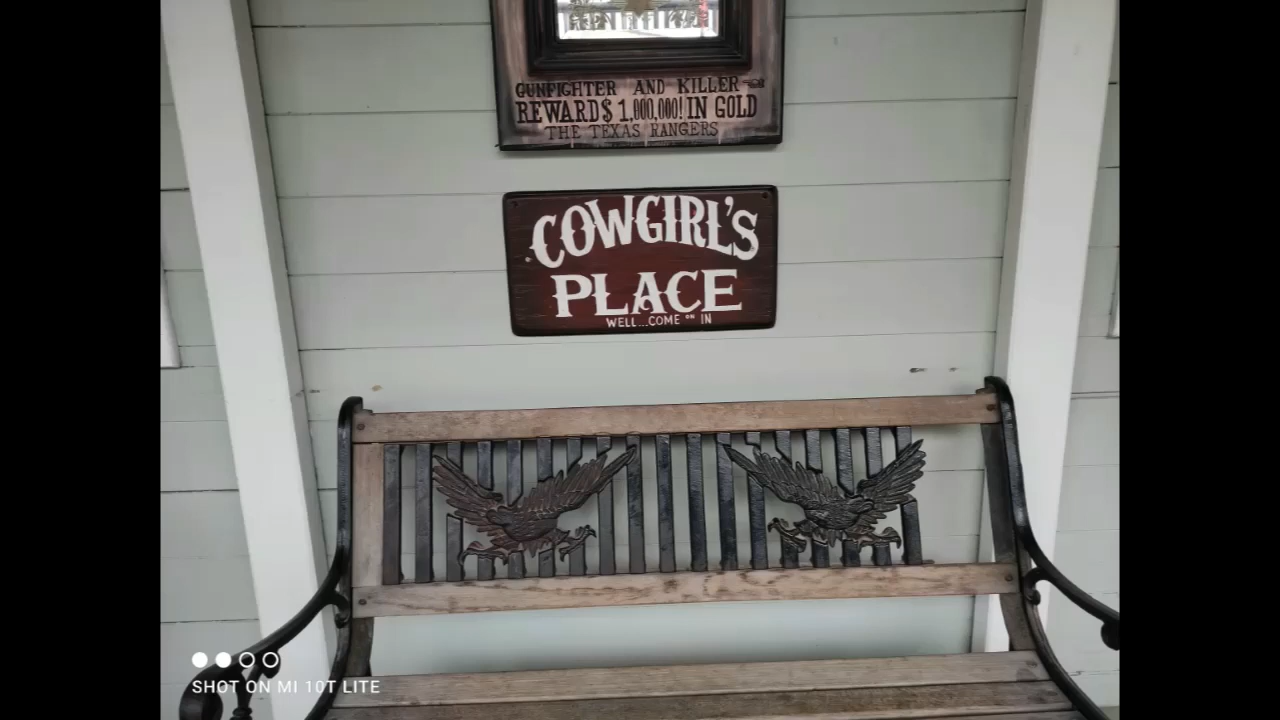 GUNFIGHTER AND KILLER
REWARD$ 1,000,000! IN GOLD
THE TEXAS RANGERS
COWGIRL'S
PLACE
WELL...COME ON IN
SHOT ON MI 10T LITE